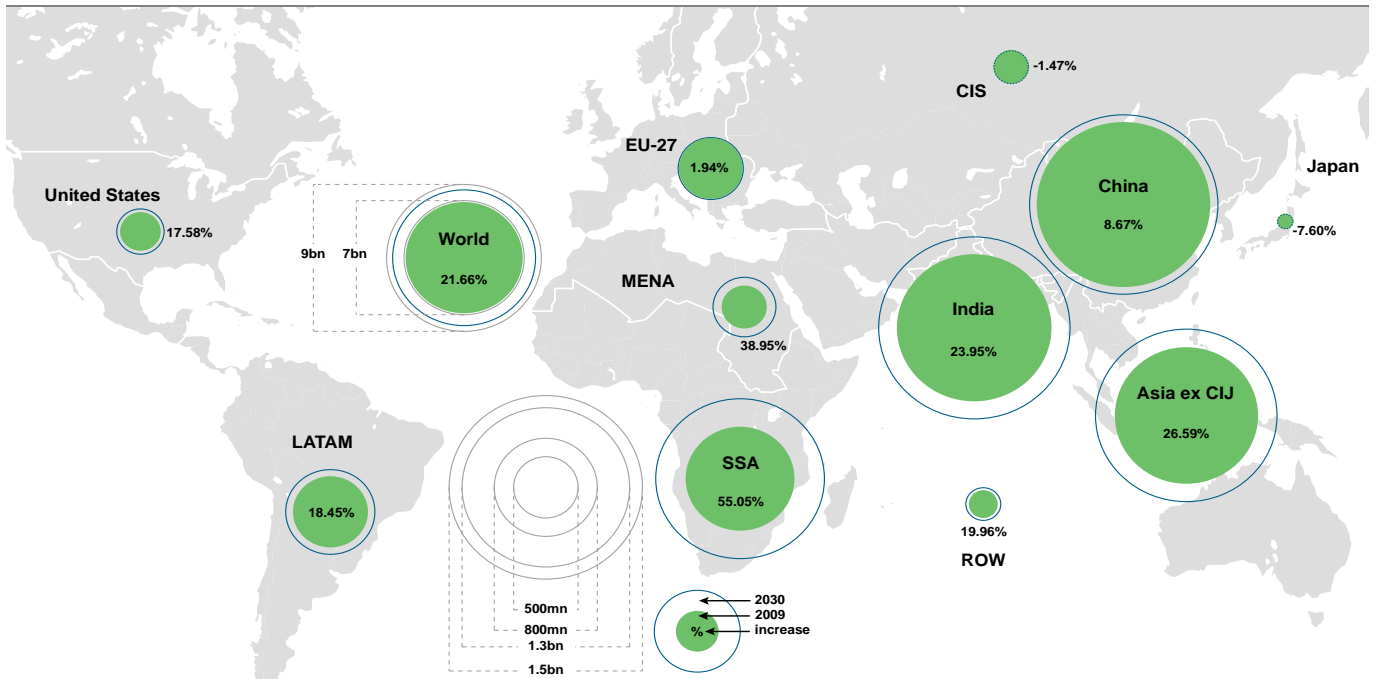 United States
17.58%
9bn
7bn
World
21.66%
EU-27
1.94%
CIS
-1.47%
China
8.67%
Japan
-7.60%
MENA
38.95%
India
23.95%
Asia ex CIJ
26.59%
LATAM
18.45%
SSA
55.05%
19.96%
ROW
500mn
800mn
1.3bn
1.5bn
2030
2009
% increase